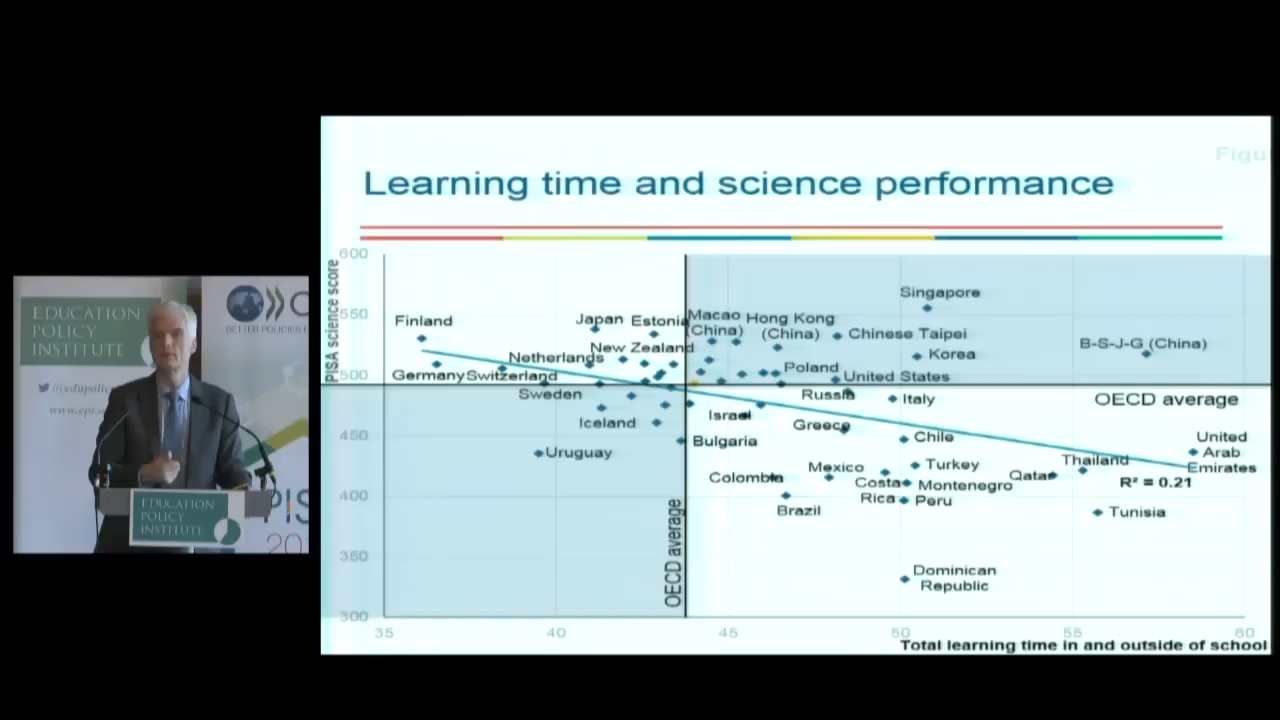 Figu
Learning time and science performance
PISA science score
600
550
500
450
400
350
300
35
40
45
50
55
60
Total learning time in and outside of school
OECD average
OECD average
Finland
Japan
Estonia
Macao
(China)
Hong Kong
(China)
Singapore
Chinese Taipei
Korea
B-S-J-G (China)
New Zealand
Netherlands
Germany
Switzerland
Poland
United States
Sweden
Russia
Italy
Iceland
Israel
Greece
Chile
Uruguay
Bulgaria
United
Arab
Emirates
Colombia
Mexico
Turkey
Qatar
Thailand
Costa
Rica
Montenegro
R² = 0.21
Brazil
Peru
Tunisia
Dominican
Republic
EDUCATION
POLICY
INSTITUTE
@edupolic
www.epi.o
BETTER POLICIES F
EDUCATION
POLICY
INSTITUTE
PIS
201